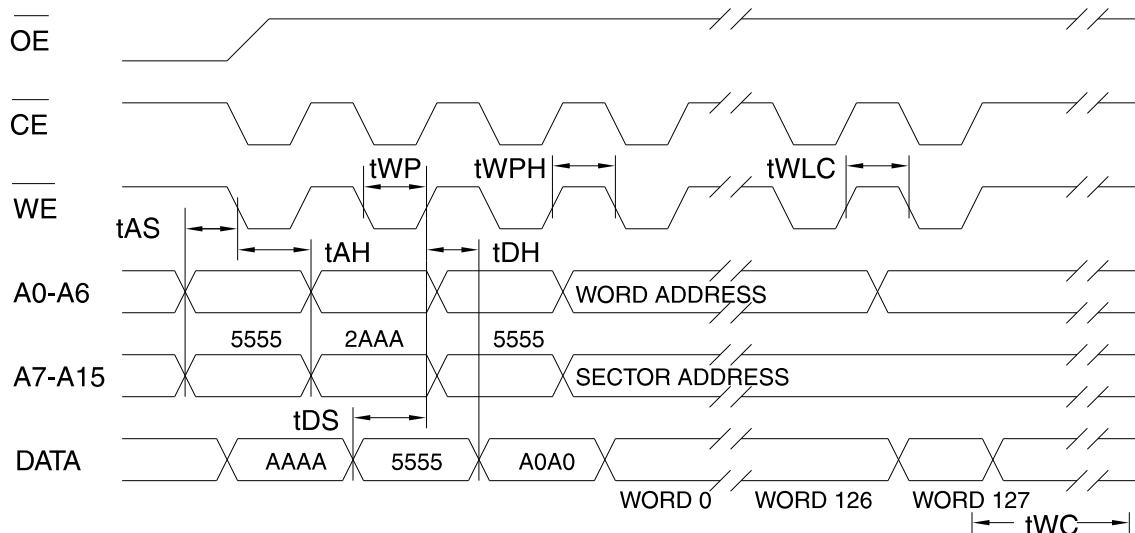 OE
CE
tWP
tWPH
tWLC
WE
tAS
tAH
tDH
A0-A6
WORD ADDRESS
5555
2AAA
5555
A7-A15
SECTOR ADDRESS
tDS
DATA
AAAA
5555
A0A0
WORD 0
WORD 126
WORD 127
tWC